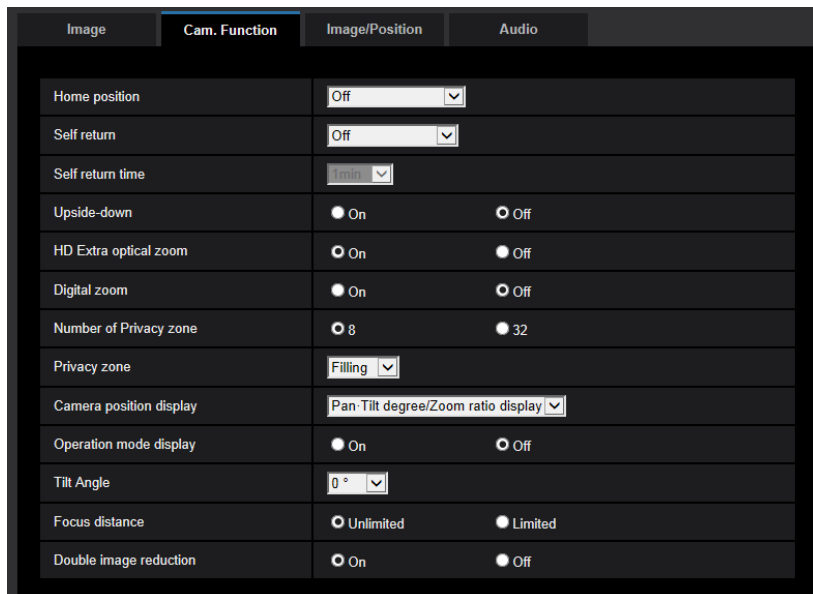 Image Cam. Function Image/Position Audio
Home position Off
Self return Off
Self return time 1min
Upside-down On Off
HD Extra optical zoom On Off
Digital zoom On Off
Number of Privacy zone 8 32
Privacy zone Filling
Camera position display Pan·Tilt degree/Zoom ratio display
Operation mode display On Off
Tilt Angle 0 °
Focus distance Unlimited Limited
Double image reduction On Off